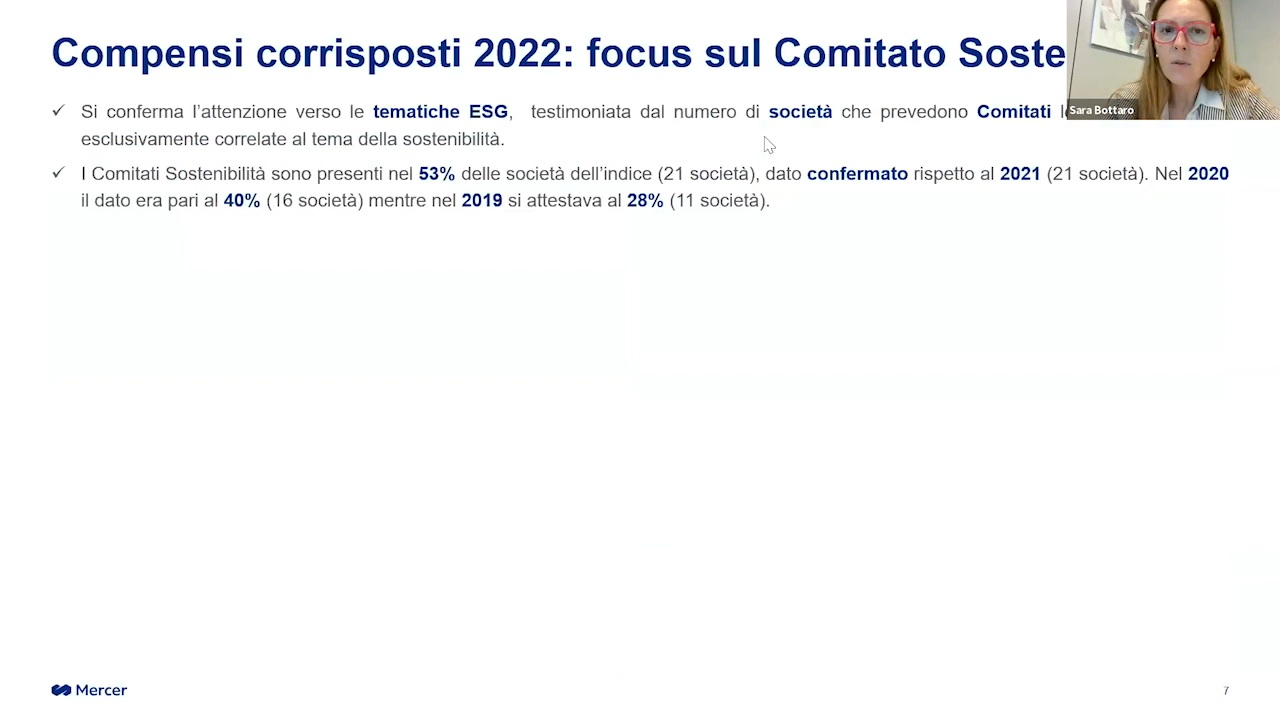 Compensi corrisposti 2022: focus sul Comitato Soste
Sara Bottaro
✓ Si conferma l’attenzione verso le tematiche ESG, testimoniata dal numero di società che prevedono Comitati
esclusivamente correlate al tema della sostenibilità.
✓ I Comitati Sostenibilità sono presenti nel 53% delle società dell’indice (21 società), dato confermato rispetto al 2021 (21 società). Nel 2020
il dato era pari al 40% (16 società) mentre nel 2019 si attestava al 28% (11 società).
Mercer
7